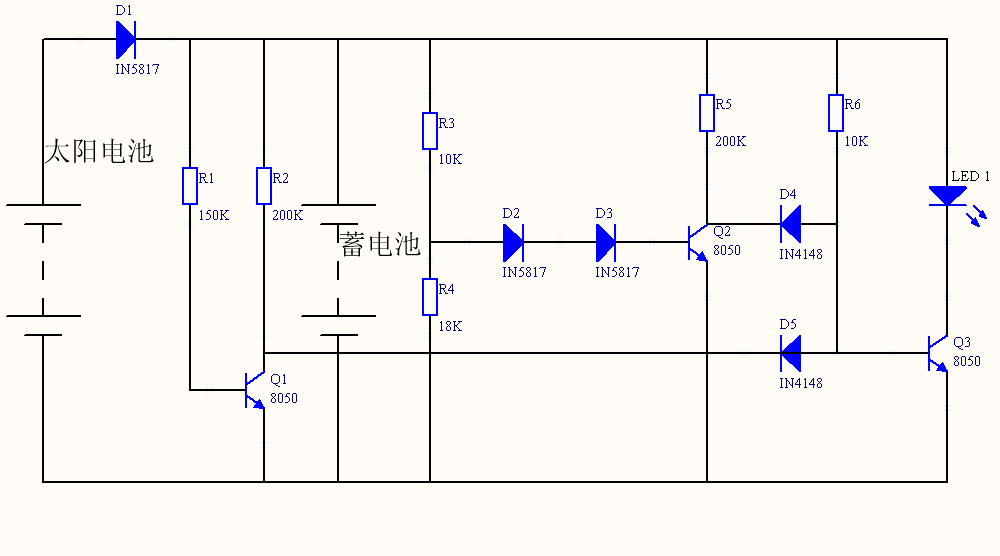 D1
IN5817
太阳电池
R1
150K
R2
200K
蓄电池
R3
10K
R4
18K
D2
IN5817
D3
IN5817
R5
200K
R6
10K
D4
IN4148
Q2
8050
LED 1
D5
IN4148
Q3
8050
Q1
8050